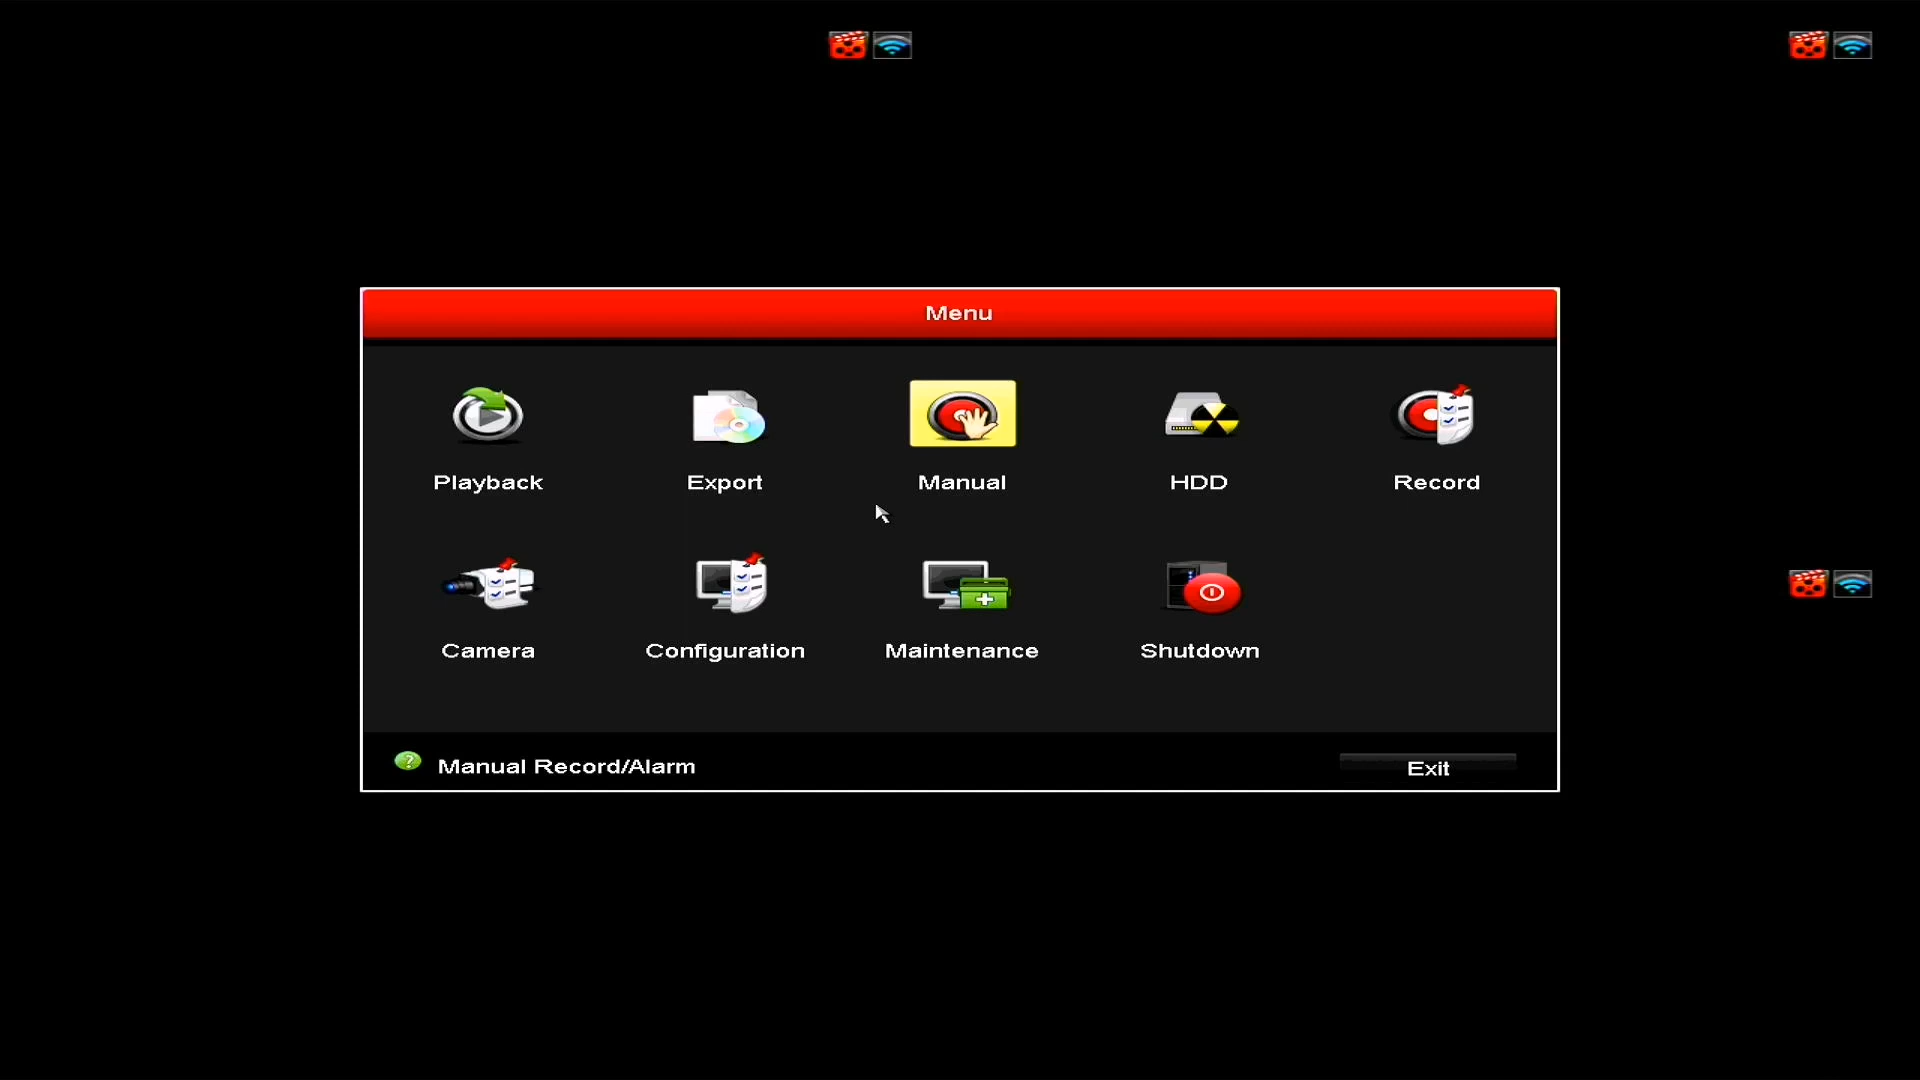 Menu
Playback Export Manual HDD Record
Camera Configuration Maintenance Shutdown
Manual Record/Alarm Exit